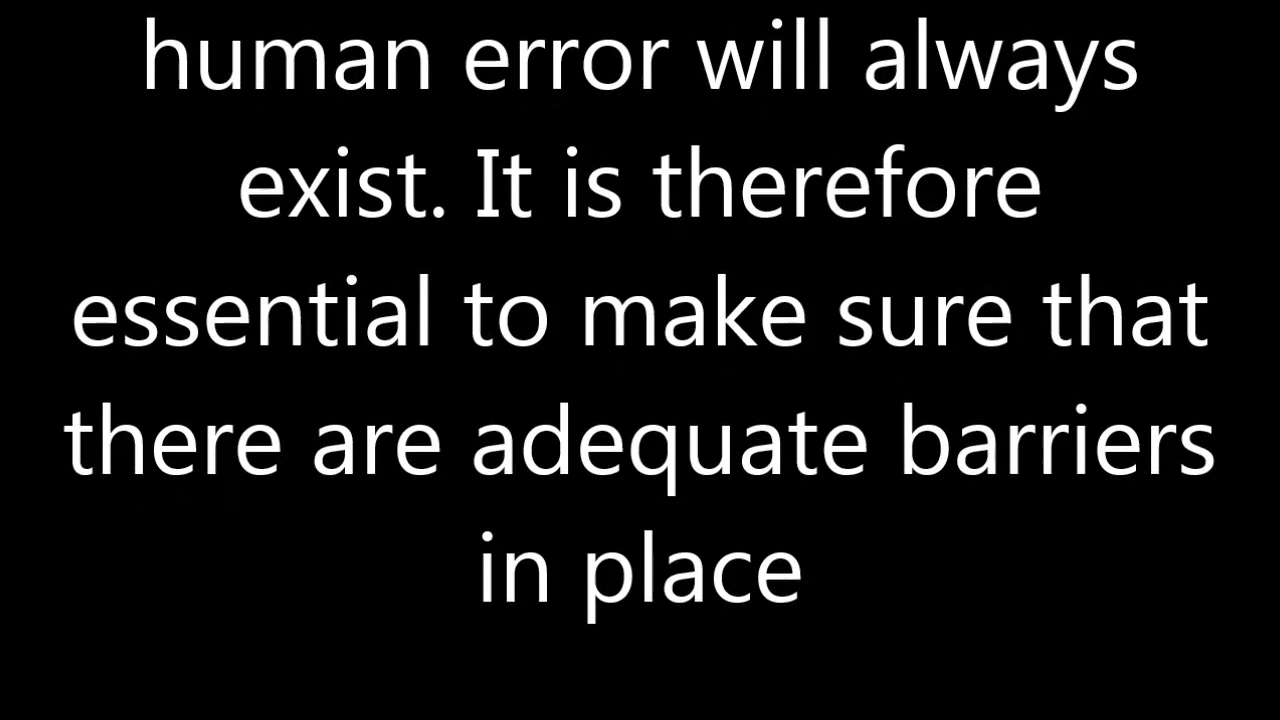 human error will always
exist. It is therefore
essential to make sure that
there are adequate barriers
in place